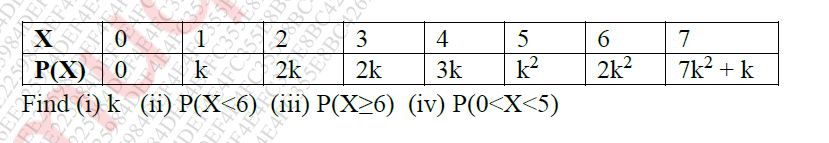 X 0 1 2 3 4 5 6 7
P(X) 0 k 2k 2k 3k k² 2k² 7k² + k
Find (i) k (ii) P(X<6) (iii) P(X≥6) (iv) P(0<X<5)